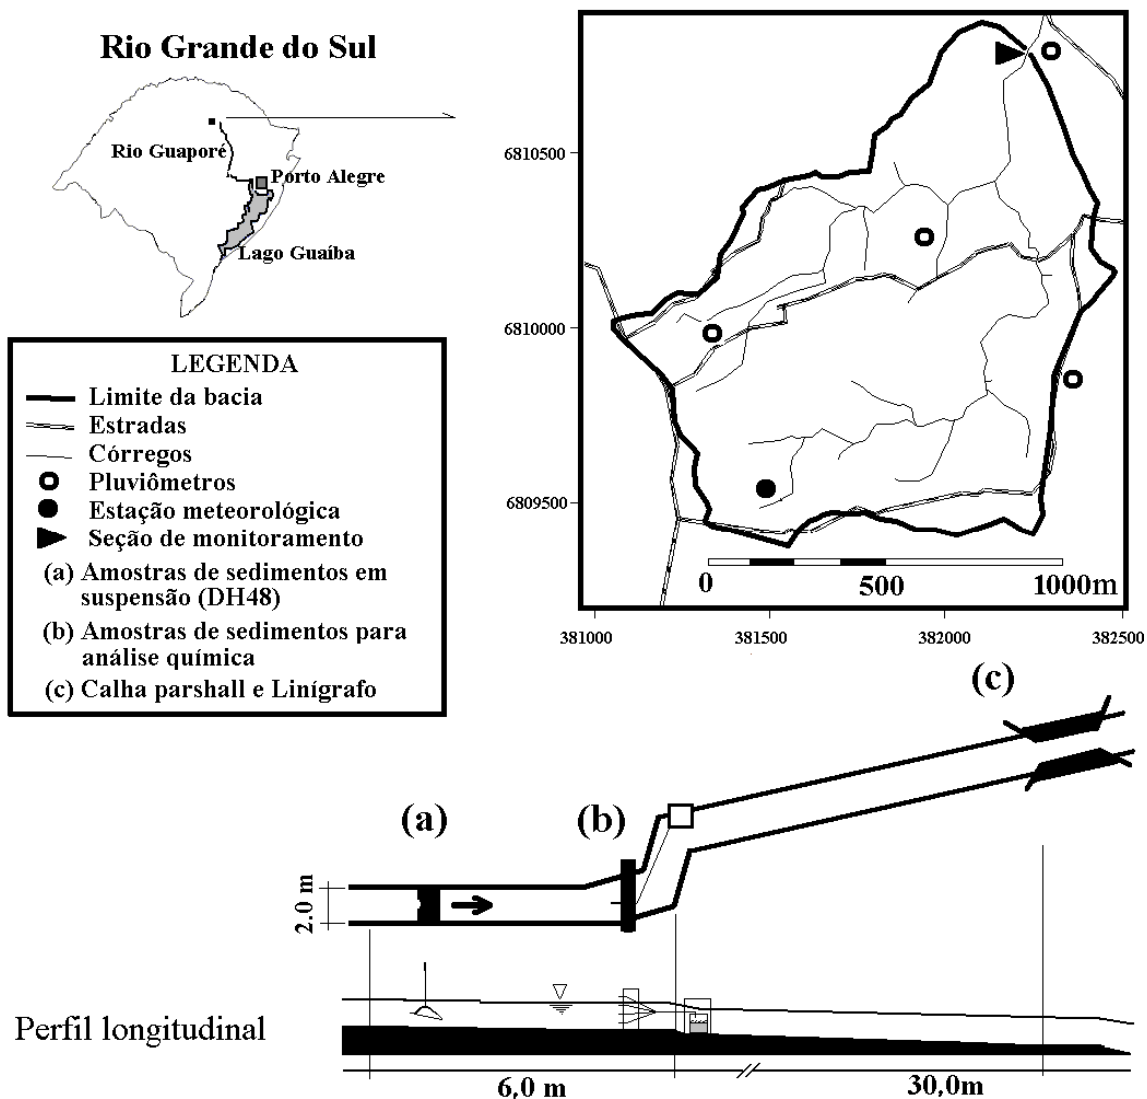 Rio Grande do Sul
Rio Guaporé
Porto Alegre
Lago Guaíba
6810500
6810000
6809500
0
500
1000m
381000
381500
382000
382500
LEGENDA
Limite da bacia
Estradas
Córregos
Pluviômetros
Estação meteorológica
Seção de monitoramento
(a) Amostras de sedimentos em
suspensão (DH48)
(b) Amostras de sedimentos para
análise química
(c) Calha parshall e Linígrafo
(c)
(a)
(b)
2.0 m
Perfil longitudinal
6,0 m
30,0m